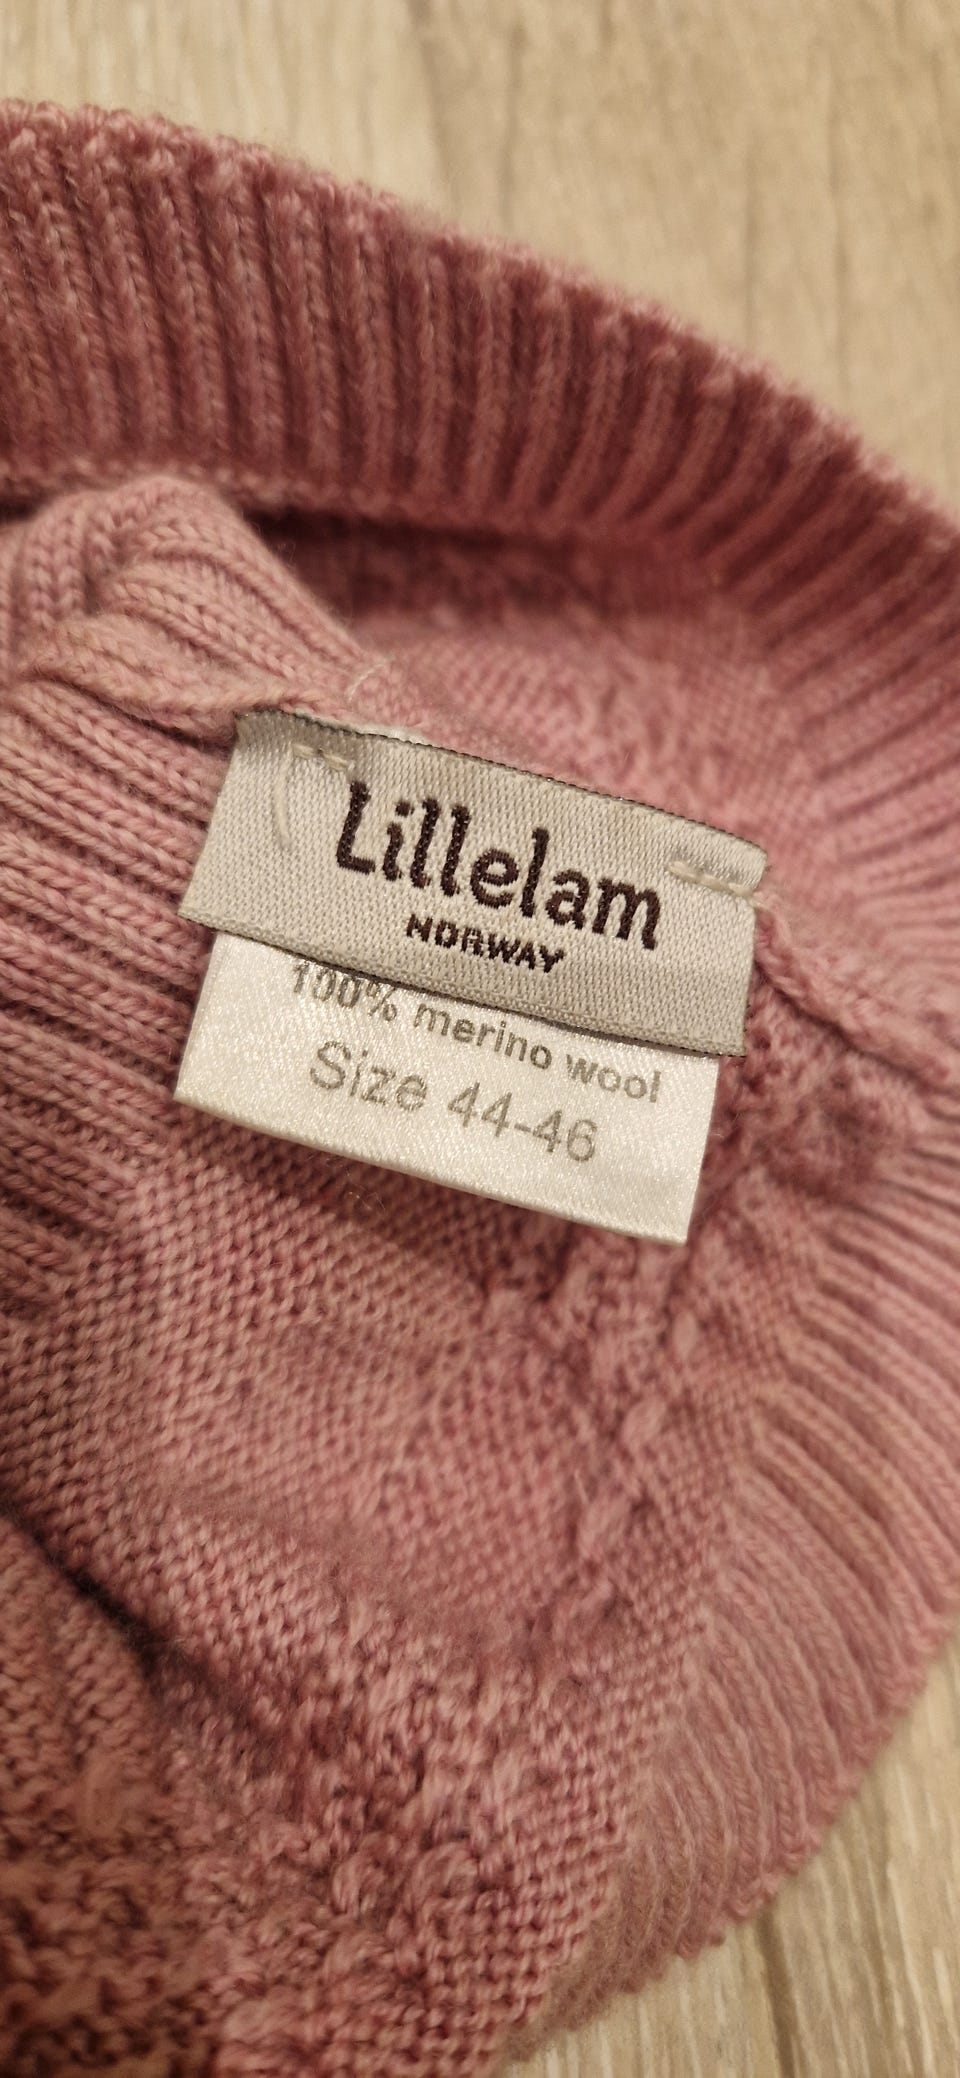 Lillelam
NORWAY
100% merino wool
Size 44-46